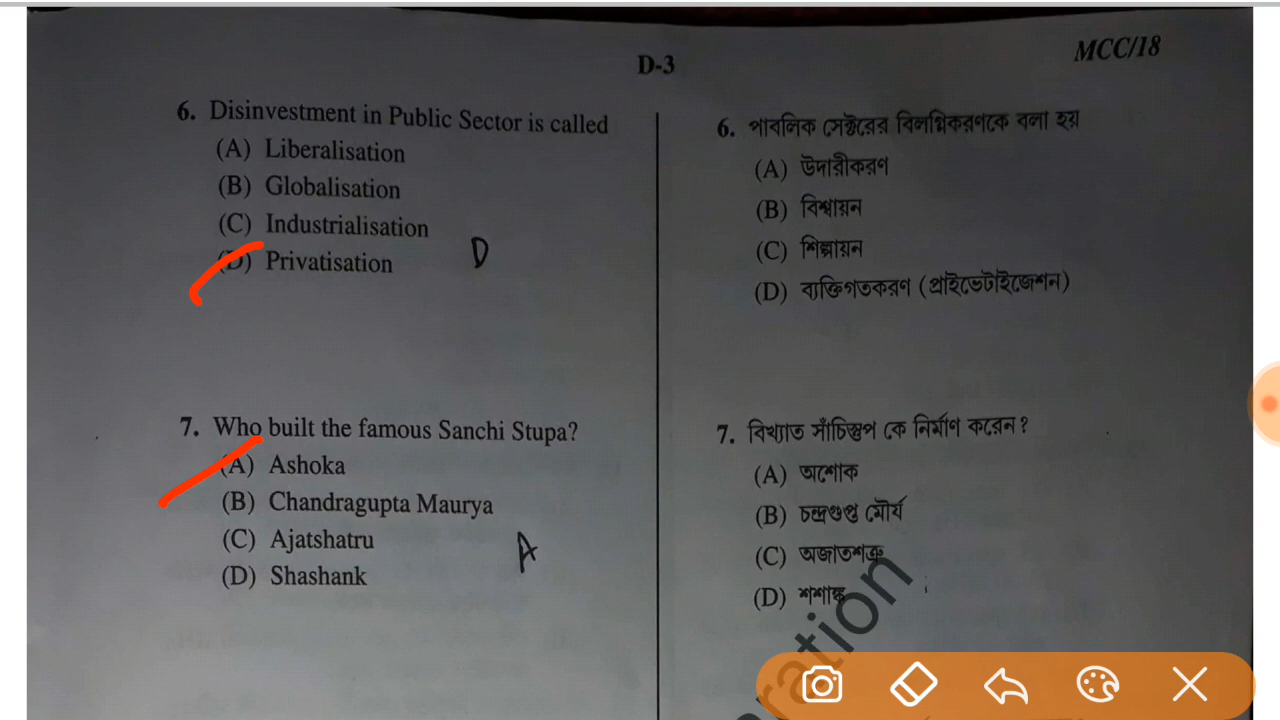 MCC/18
D-3
6. Disinvestment in Public Sector is called
(A) Liberalisation
(B) Globalisation
(C) Industrialisation
(D) Privatisation
D
7. Who built the famous Sanchi Stupa?
(A) Ashoka
(B) Chandragupta Maurya
(C) Ajatshatru
(D) Shashank
A
6. পাবলিক সেক্টরের বিলগ্নিকরণকে বলা হয়
(A) উদারীকরণ
(B) বিশ্বায়ন
(C) শিল্পায়ন
(D) ব্যক্তিগতকরণ (প্রাইভেটাইজেশন)
7. বিখ্যাত সাঁচিস্তুপ কে নির্মাণ করেন?
(A) অশোক
(B) চন্দ্রগুপ্ত মৌর্য
(C) অজাতশত্রু
(D) শশাঙ্ক